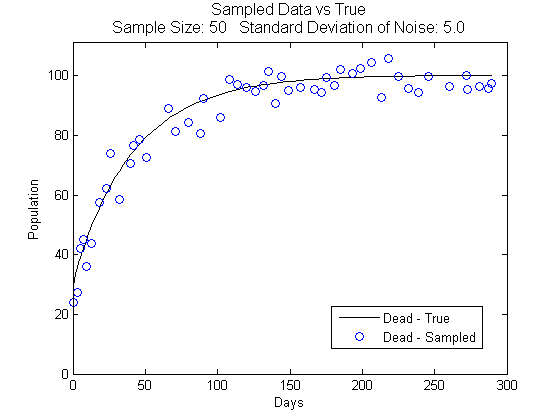 Sampled Data vs True
Sample Size: 50   Standard Deviation of Noise: 5.0
100
80
60
40
20
0
Population
0 50 100 150 200 250 300
Days
Dead - True
Dead - Sampled